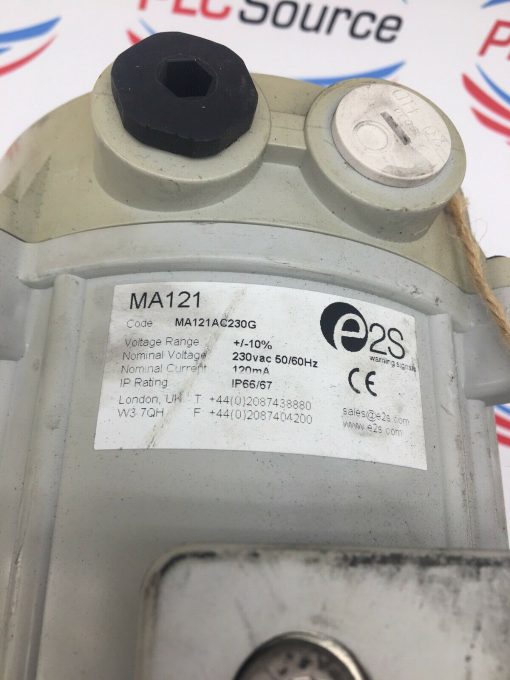 PLCSource
PLC
MA121
Code MA121AC230G
Voltage Range +/-10%
Nominal Voltage 230vac 50/60Hz
Nominal Current 120mA
IP Rating IP66/67
London, UK T +44(0)2087438880
W3 7QH F +44(0)2087404200
e2S
warning signals
CE
sales@e2s.com
www.e2s.com